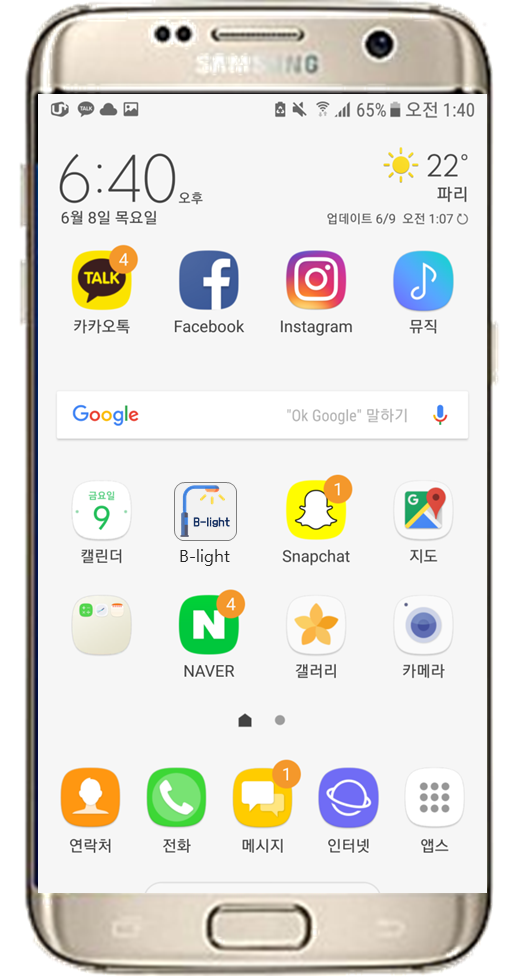 SAMSUNG
U+ TALK 65% 오전 1:40
6:40 오후 22°
파리
6월 8일 목요일 업데이트 6/9 오전 1:07
TALK 4
카카오톡 Facebook Instagram 뮤직
Google "Ok Google" 말하기
금요일 1
9 B-light G
캘린더 B-light Snapchat 지도
N 4
NAVER 갤러리 카메라
1
연락처 전화 메시지 인터넷 앱스